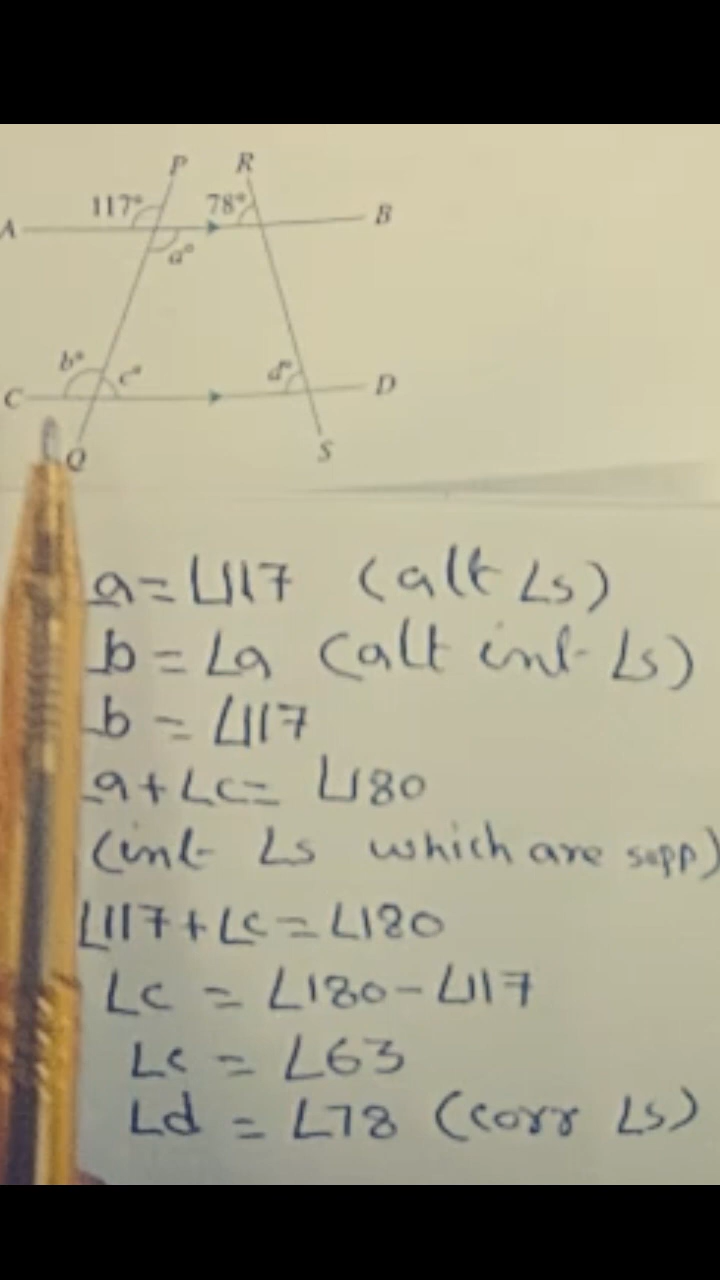 P R
117° 78°
A B
a°
b° c° d°
C D
Q S
a = ∠117 (alt ∠s)
b = ∠a (alt int ∠s)
b = ∠117
a + ∠c = ∠180
(int ∠s which are supp)
∠117 + ∠c = ∠180
∠c = ∠180 - ∠117
∠c = ∠63
∠d = ∠78 (corr ∠s)